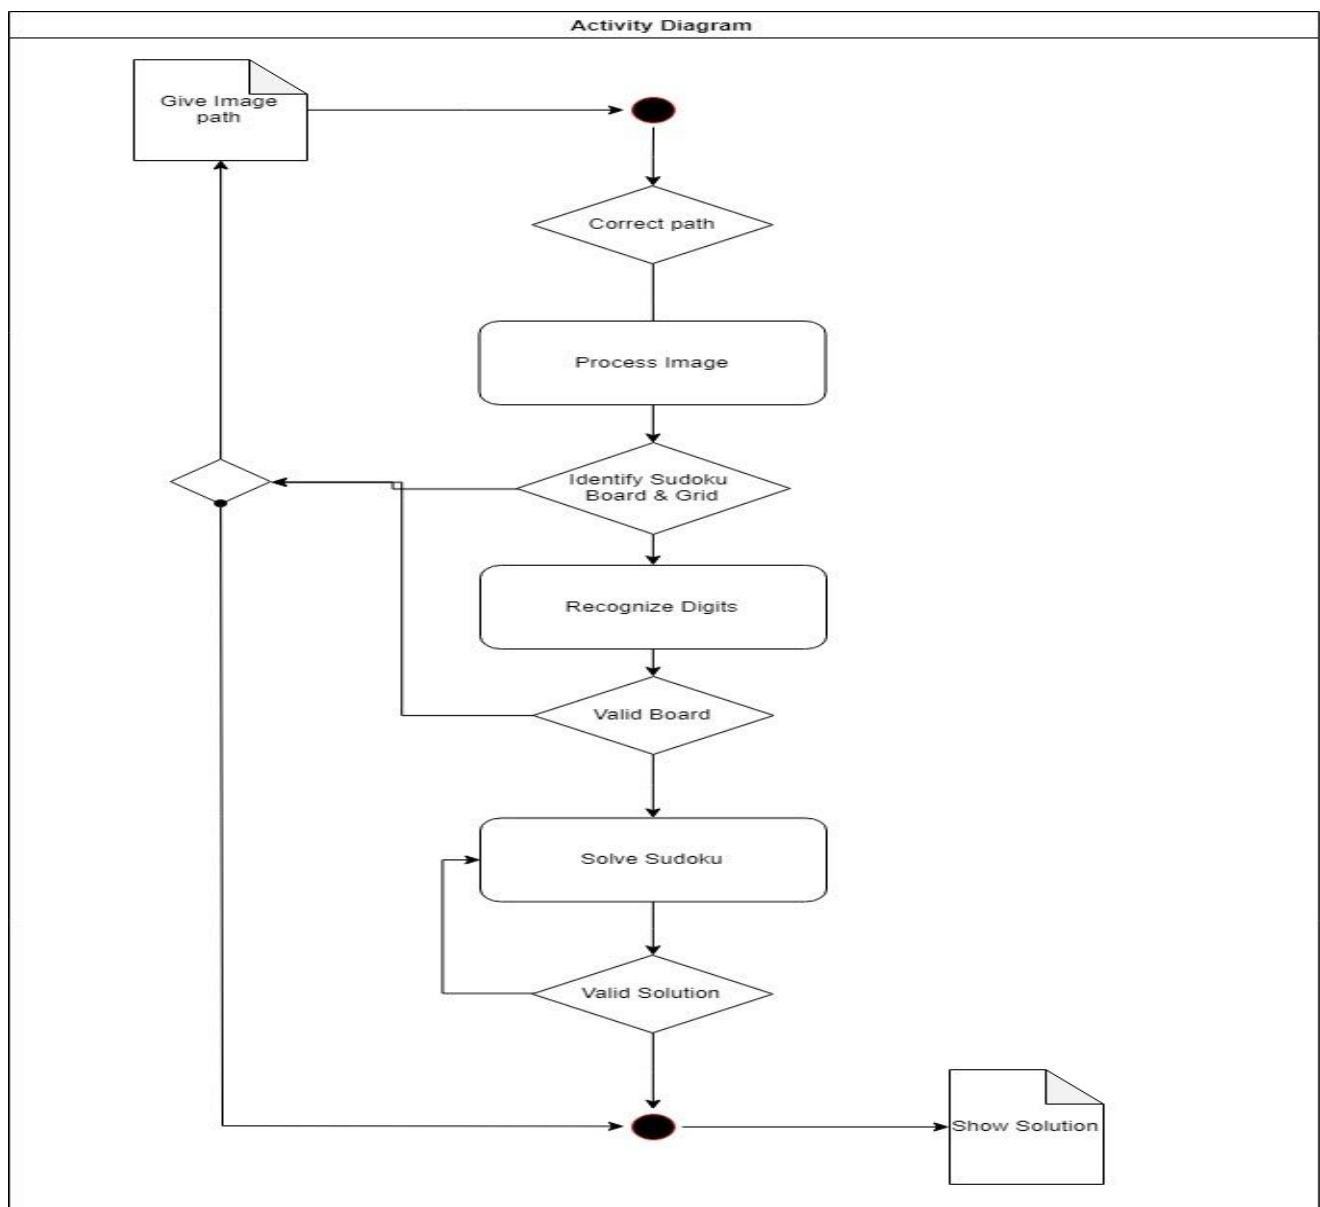 Activity Diagram
Give Image
path
Correct path
Process Image
Identify Sudoku
Board & Grid
Recognize Digits
Valid Board
Solve Sudoku
Valid Solution
Show Solution